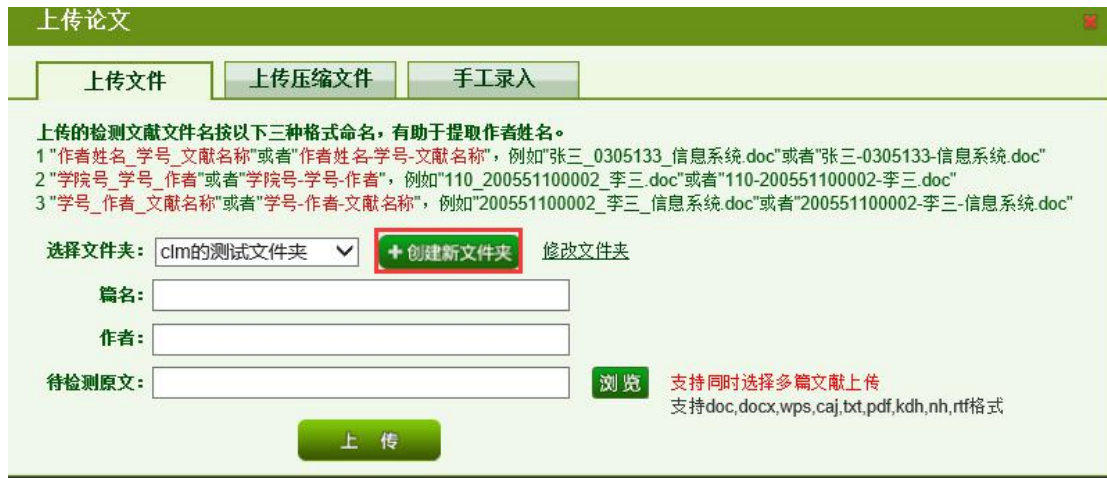 上传论文
上传文件 上传压缩文件 手工录入
上传的检测文献文件名按以下三种格式命名，有助于提取作者姓名。
1 "作者姓名_学号_文献名称"或者"作者姓名-学号-文献名称"，例如"张三_0305133_信息系统.doc"或者"张三-0305133-信息系统.doc"
2 "学院号_学号_作者"或者"学院号-学号-作者"，例如"110_200551100002_李三.doc"或者"110-200551100002-李三.doc"
3 "学号_作者_文献名称"或者"学号-作者-文献名称"，例如"200551100002_李三_信息系统.doc"或者"200551100002-李三-信息系统.doc"
选择文件夹： clm的测试文件夹 +创建新文件夹 修改文件夹
篇名：
作者：
待检测原文： 浏览 支持同时选择多篇文献上传
支持doc,docx,wps,caj,txt,pdf,kdh,nh,rtf格式
上 传